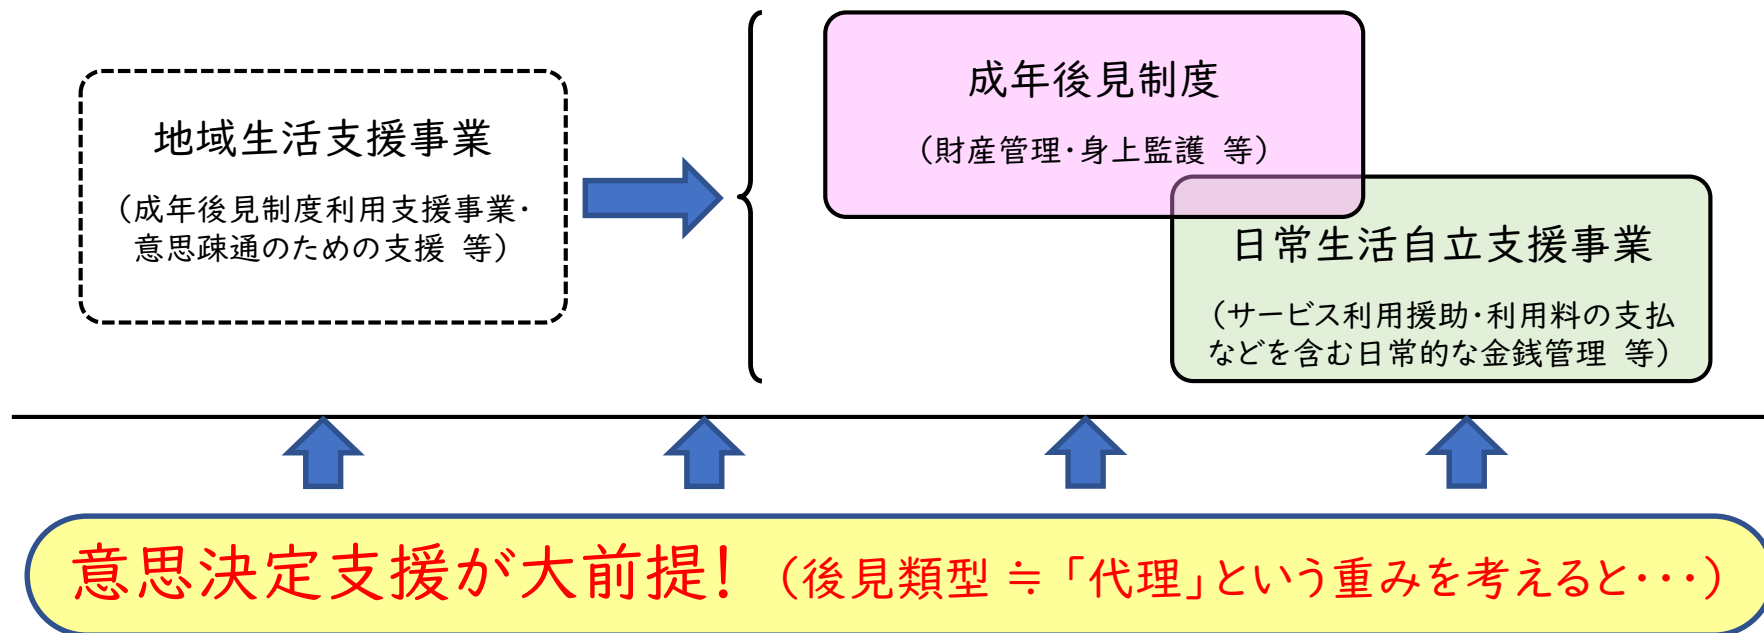 地域生活支援事業
（成年後見制度利用支援事業・
意思疎通のための支援 等）
成年後見制度
（財産管理・身上監護 等）
日常生活自立支援事業
（サービス利用援助・利用料の支払
などを含む日常的な金銭管理 等）
意思決定支援が大前提！（後見類型 ≒ 「代理」という重みを考えると・・・）